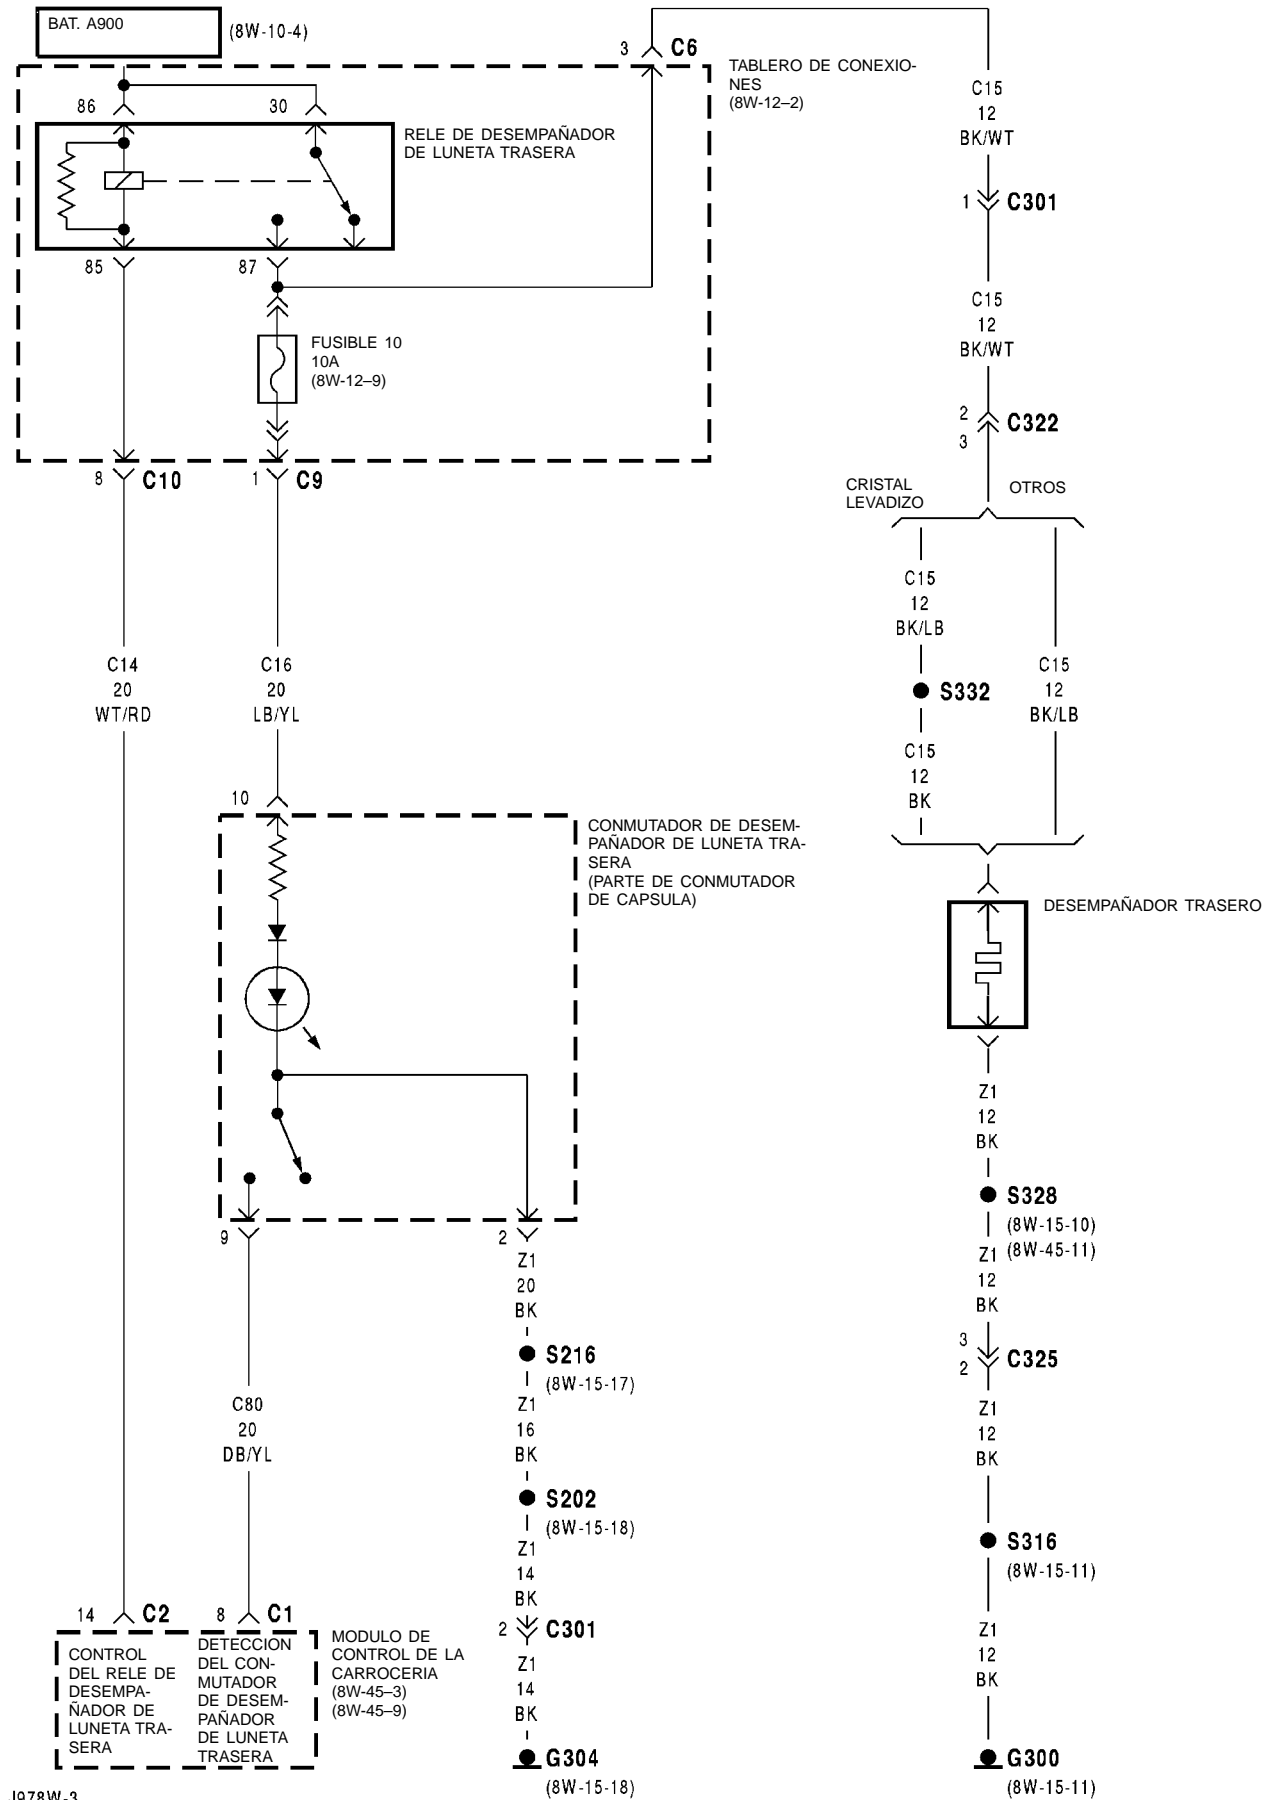 BAT. A900
(8W-10-4)
3 C6
TABLERO DE CONEXIO-
NES
(8W-12–2)
86
30
RELE DE DESEMPAÑADOR
DE LUNETA TRASERA
85
87
FUSIBLE 10
10A
(8W-12–9)
8 C10
1 C9
C15
12
BK/WT
1 C301
C15
12
BK/WT
2
C322
3
CRISTAL
LEVADIZO
OTROS
C15
12
BK/LB
S332
C15
12
BK
C15
12
BK/LB
DESEMPAÑADOR TRASERO
Z1
12
BK
S328
(8W-15-10)
(8W-45-11)
Z1
12
BK
3
C325
2
Z1
12
BK
S316
(8W-15-11)
Z1
12
BK
G300
(8W-15-11)
C14
20
WT/RD
C16
20
LB/YL
10
CONMUTADOR DE DESEM-
PAÑADOR DE LUNETA TRA-
SERA
(PARTE DE CONMUTADOR
DE CAPSULA)
9
2
Z1
20
BK
S216
(8W-15-17)
Z1
16
BK
S202
(8W-15-18)
Z1
14
BK
2 C301
Z1
14
BK
G304
(8W-15-18)
C80
20
DB/YL
14 C2
8 C1
CONTROL
DEL RELE DE
DESEMPA-
ÑADOR DE
LUNETA TRA-
SERA
DETECCION
DEL CON-
MUTADOR
DE DESEM-
PAÑADOR
DE LUNETA
TRASERA
MODULO DE
CONTROL DE LA
CARROCERIA
(8W-45–3)
(8W-45–9)
J978W-3